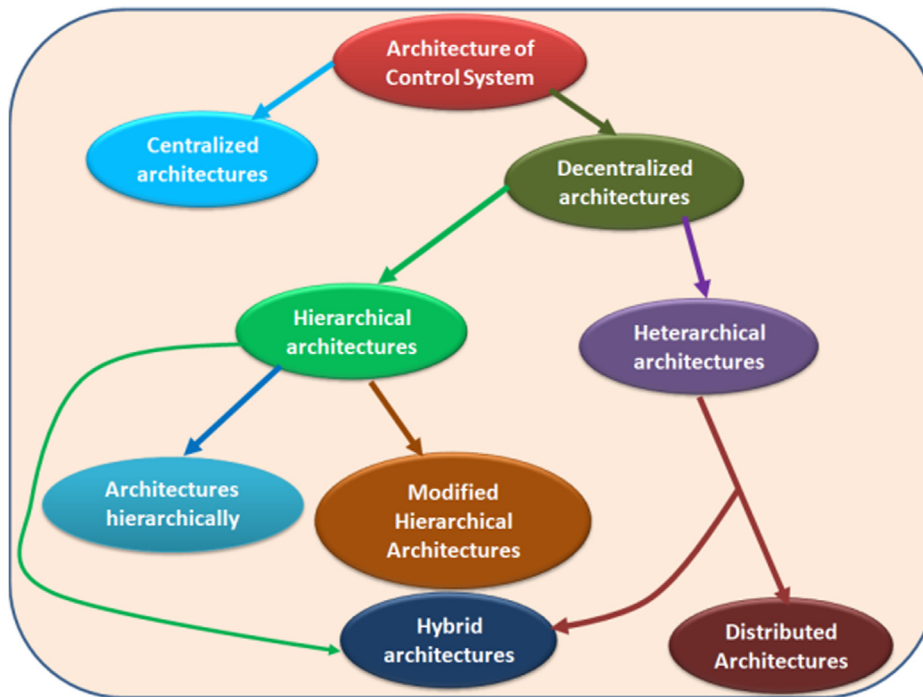 Architecture of
Control System
Centralized
architectures
Decentralized
architectures
Hierarchical
architectures
Heterarchical
architectures
Architectures
hierarchically
Modified
Hierarchical
Architectures
Hybrid
architectures
Distributed
Architectures